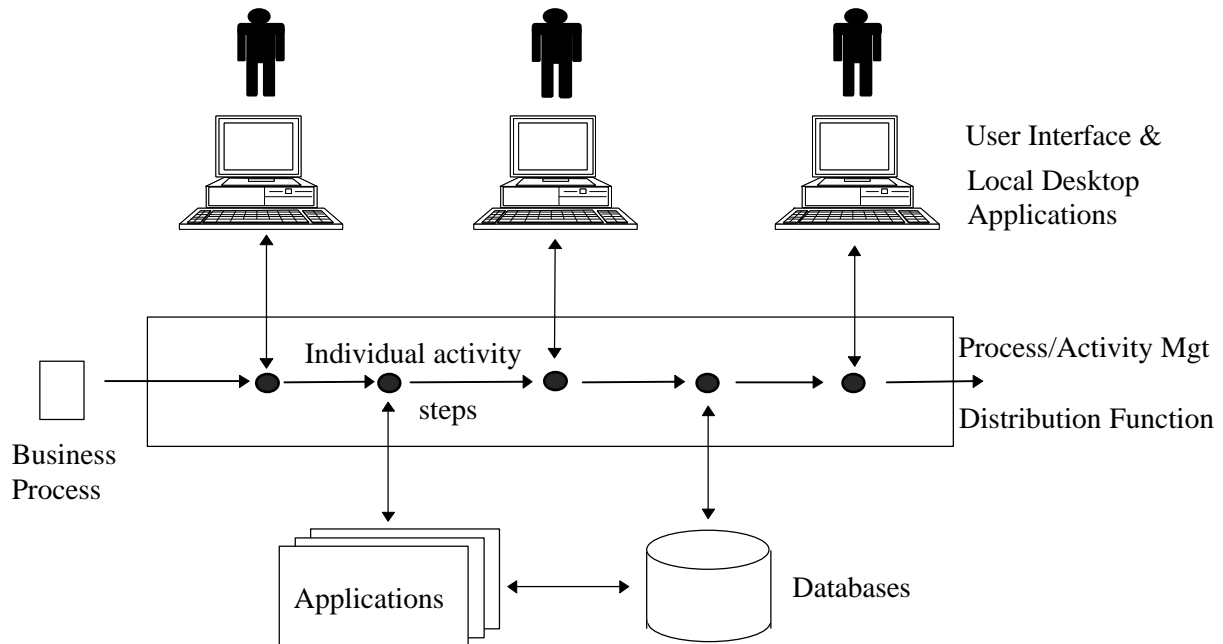 User Interface &
Local Desktop
Applications
Individual activity
steps
Process/Activity Mgt
Distribution Function
Business
Process
Applications
Databases